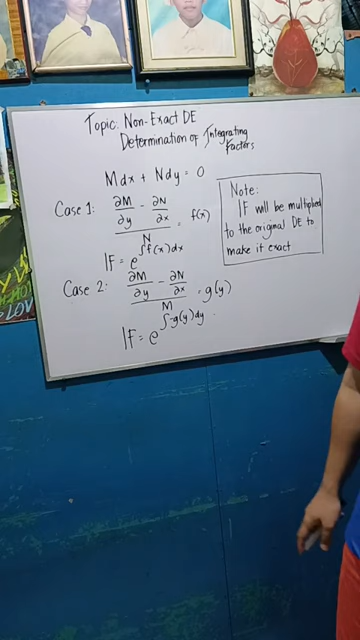 Topic: Non-Exact DE
Determination of Integrating
Factors
Mdx + Ndy = 0
Case 1: (∂M/∂y - ∂N/∂x)/N = f(x)
IF = e^∫f(x)dx
Case 2: (∂M/∂y - ∂N/∂x)/M = g(y)
IF = e^∫-g(y)dy
Note:
IF will be multiplied
to the original DE to
make it exact